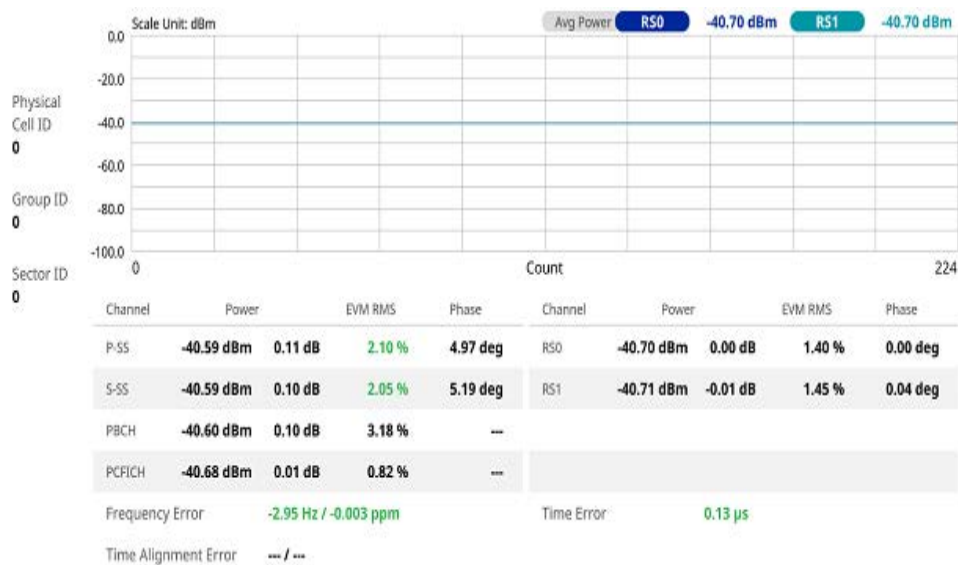 Scale Unit: dBm Avg Power RS0 -40.70 dBm RS1 -40.70 dBm
0.0
-20.0
-40.0
-60.0
-80.0
-100.0
0 Count 224
Physical
Cell ID
0
Group ID
0
Sector ID
0
Channel Power EVM RMS Phase
P-SS -40.59 dBm 0.11 dB 2.10 % 4.97 deg
S-SS -40.59 dBm 0.10 dB 2.05 % 5.19 deg
PBCH -40.60 dBm 0.10 dB 3.18 % ---
PCFICH -40.68 dBm 0.01 dB 0.82 % ---
Channel Power EVM RMS Phase
RS0 -40.70 dBm 0.00 dB 1.40 % 0.00 deg
RS1 -40.71 dBm -0.01 dB 1.45 % 0.04 deg
Frequency Error -2.95 Hz / -0.003 ppm Time Error 0.13 µs
Time Alignment Error --- / ---